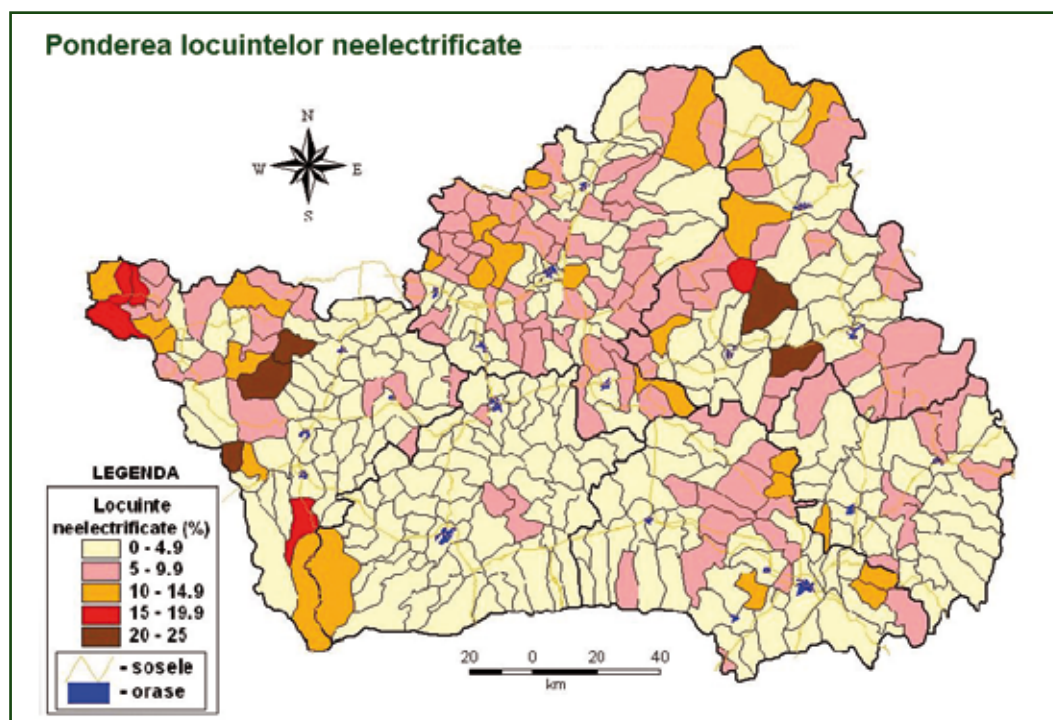 Ponderea locuintelor neelectrificate
N
W E
S
LEGENDA
Locuinte
neelectrificate (%)
0 - 4.9
5 - 9.9
10 - 14.9
15 - 19.9
20 - 25
- sosele
- orase
20 0 20 40
km